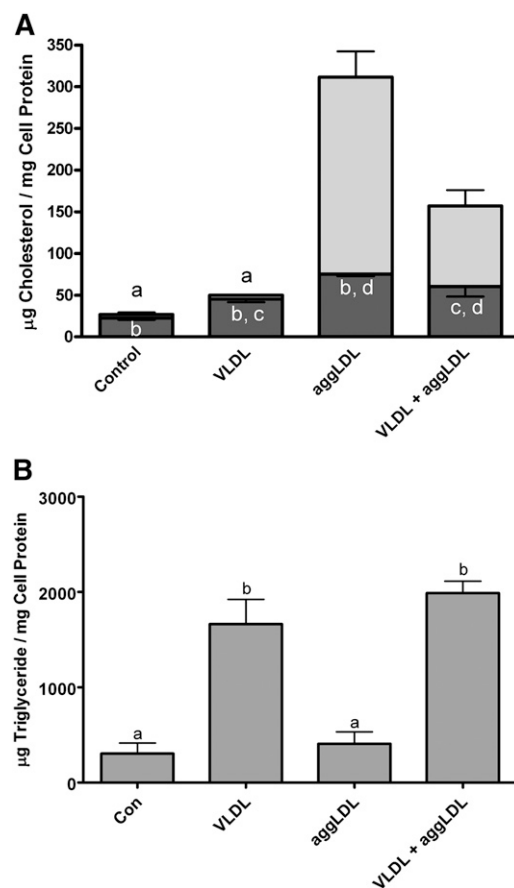 A
µg Cholesterol / mg Cell Protein
350
300
250
200
150
100
50
0
a
b
a
b, c
b, d
c, d
Control
VLDL
aggLDL
VLDL + aggLDL
B
µg Triglyceride / mg Cell Protein
3000
2000
1000
0
a
b
a
b
Con
VLDL
aggLDL
VLDL + aggLDL